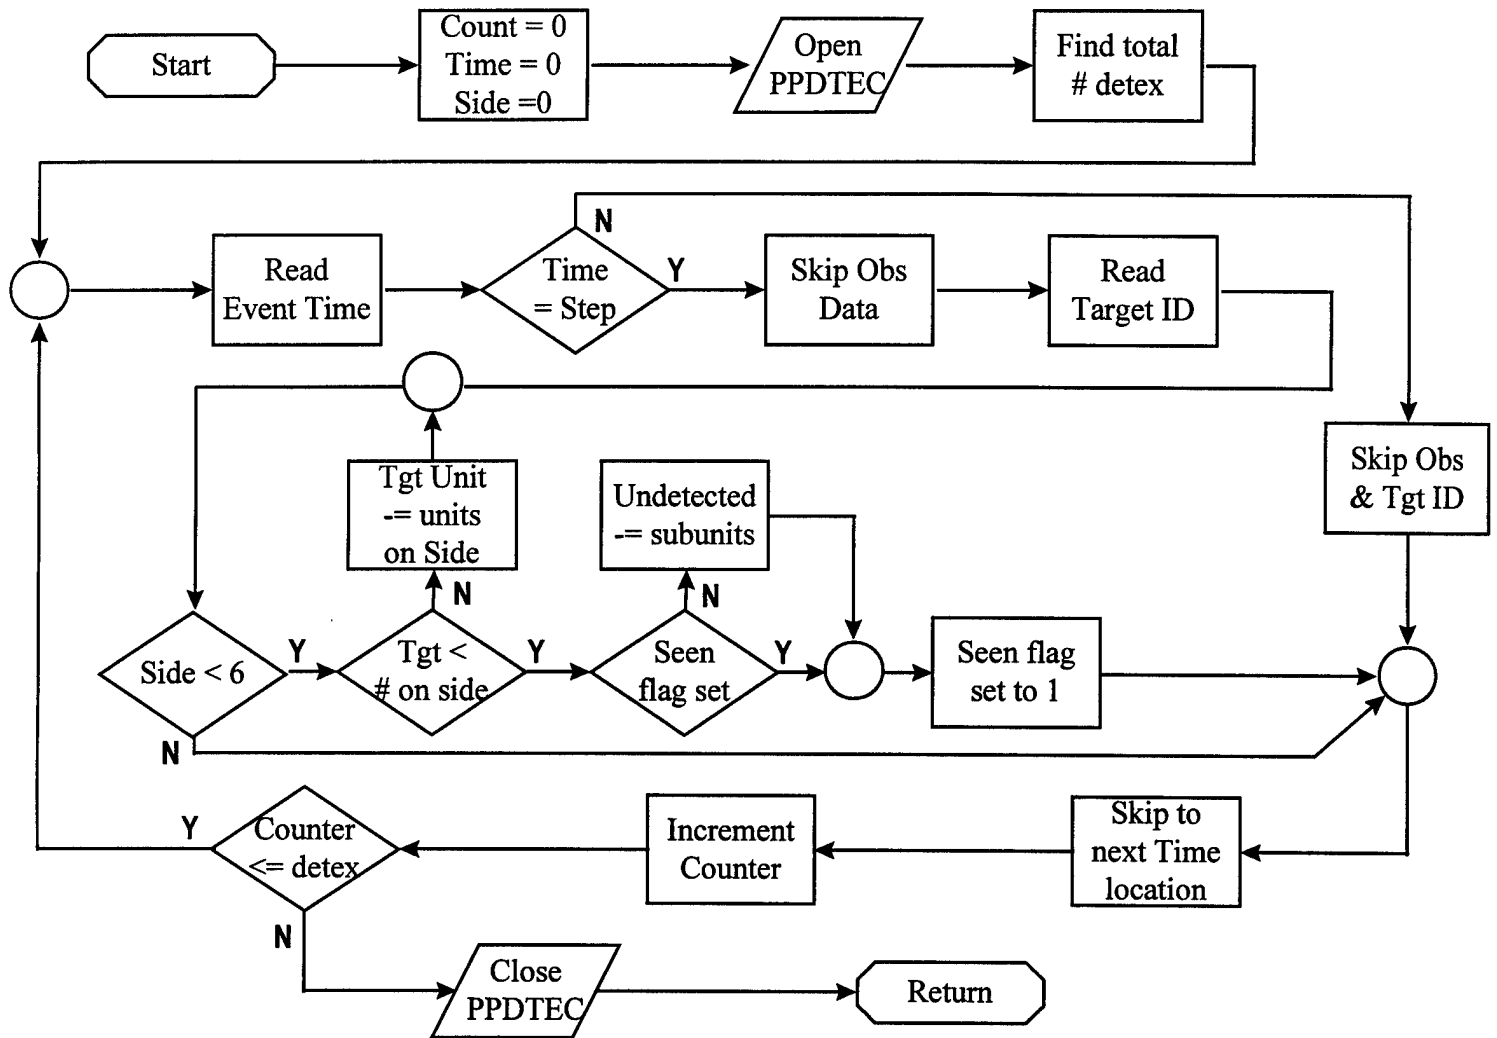 Start
Count = 0
Time = 0
Side =0
Open
PPDTEC
Find total
# detex
N
Read
Event Time
Time
= Step
Y
Skip Obs
Data
Read
Target ID
Tgt Unit
-= units
on Side
Undetected
-= subunits
Skip Obs
& Tgt ID
N
N
Side < 6
Y
Tgt <
# on side
Y
Seen
flag set
Y
Seen flag
set to 1
N
Y
Counter
<= detex
Increment
Counter
Skip to
next Time
location
N
Close
PPDTEC
Return